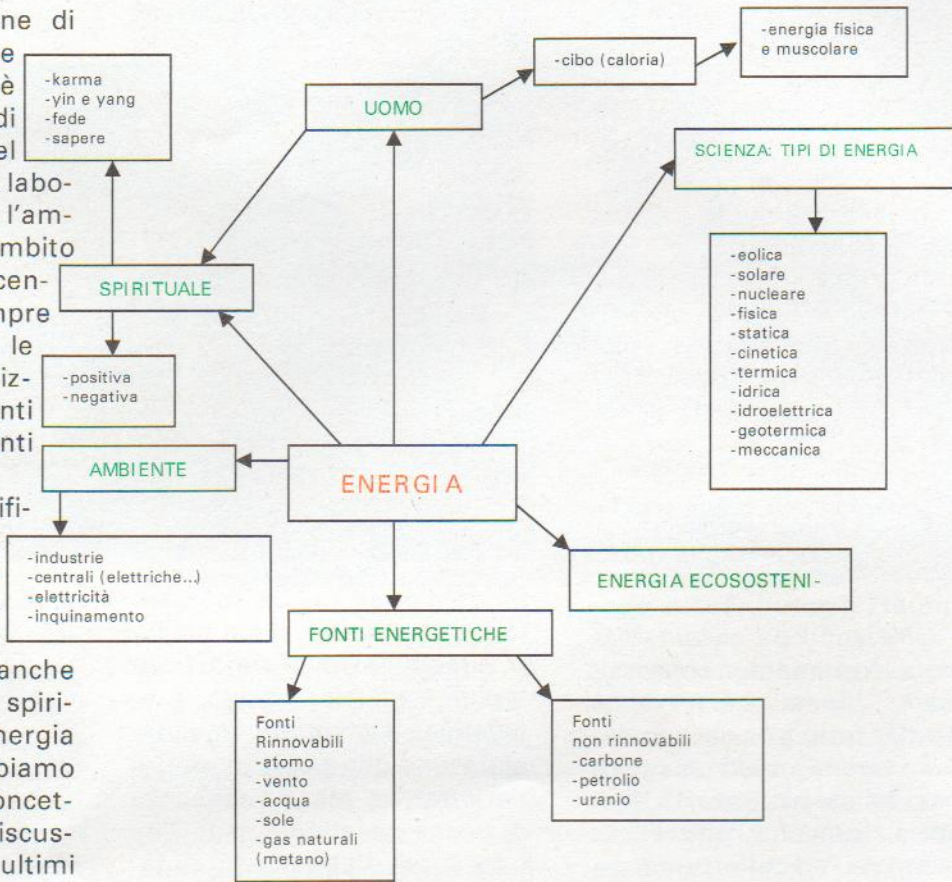 ne di
e
è
di
el
labo-
l'am-
mbito
cen-
mpre
le
iz-
nti
nti
ifi-
anche
spiri-
nergia
biamo
oncet-
iscus-
ultimi
-karma
-yin e yang
-fede
-sapere
UOMO
-cibo (caloria)
-energia fisica
e muscolare
SCIENZA: TIPI DI ENERGIA
-eolica
-solare
-nucleare
-fisica
-statica
-cinetica
-termica
-idrica
-idroelettrica
-geotermica
-meccanica
SPIRITUALE
-positiva
-negativa
AMBIENTE
-industrie
-centrali (elettriche...)
-elettricità
-inquinamento
ENERGIA
ENERGIA ECOSOSTENI-
FONTI ENERGETICHE
Fonti
Rinnovabili
-atomo
-vento
-acqua
-sole
-gas naturali
(metano)
Fonti
non rinnovabili
-carbone
-petrolio
-uranio